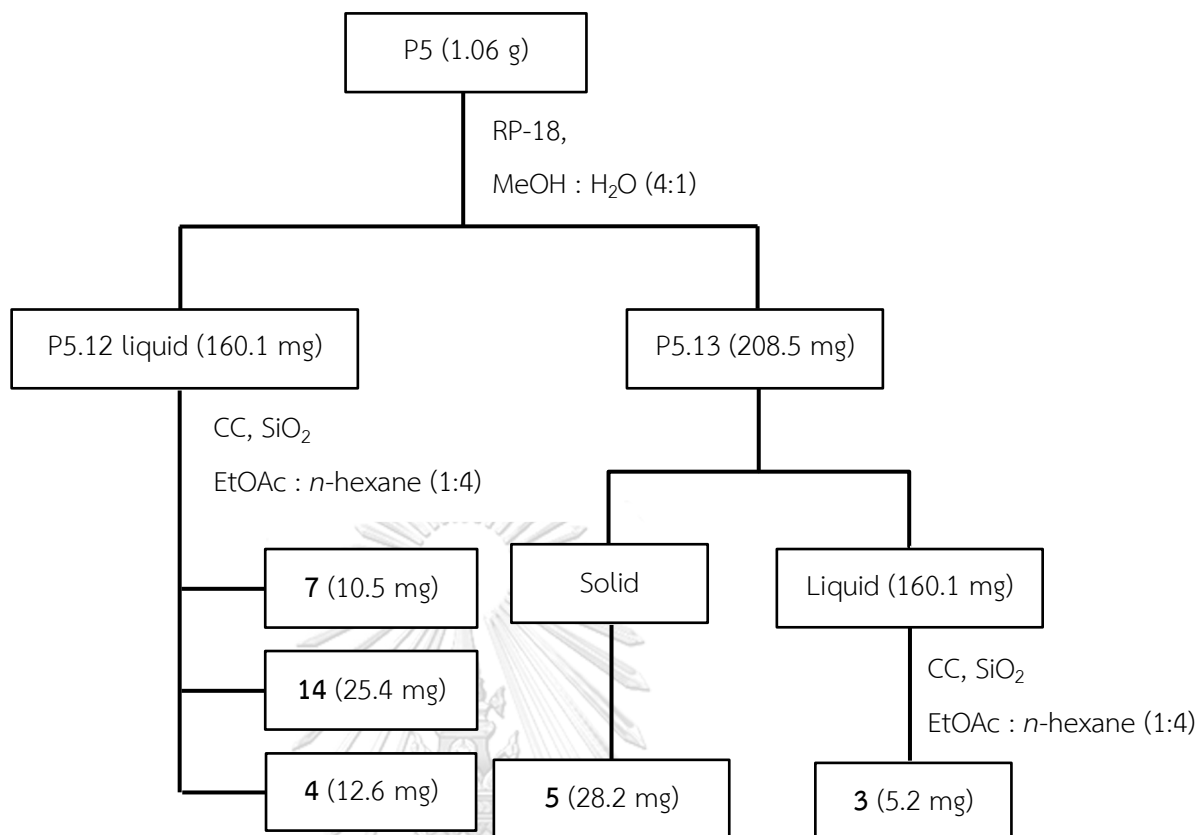 P5 (1.06 g)
RP-18,
MeOH : H₂O (4:1)
P5.12 liquid (160.1 mg)
P5.13 (208.5 mg)
CC, SiO₂
EtOAc : n-hexane (1:4)
7 (10.5 mg)
Solid
Liquid (160.1 mg)
14 (25.4 mg)
CC, SiO₂
EtOAc : n-hexane (1:4)
4 (12.6 mg)
5 (28.2 mg)
3 (5.2 mg)